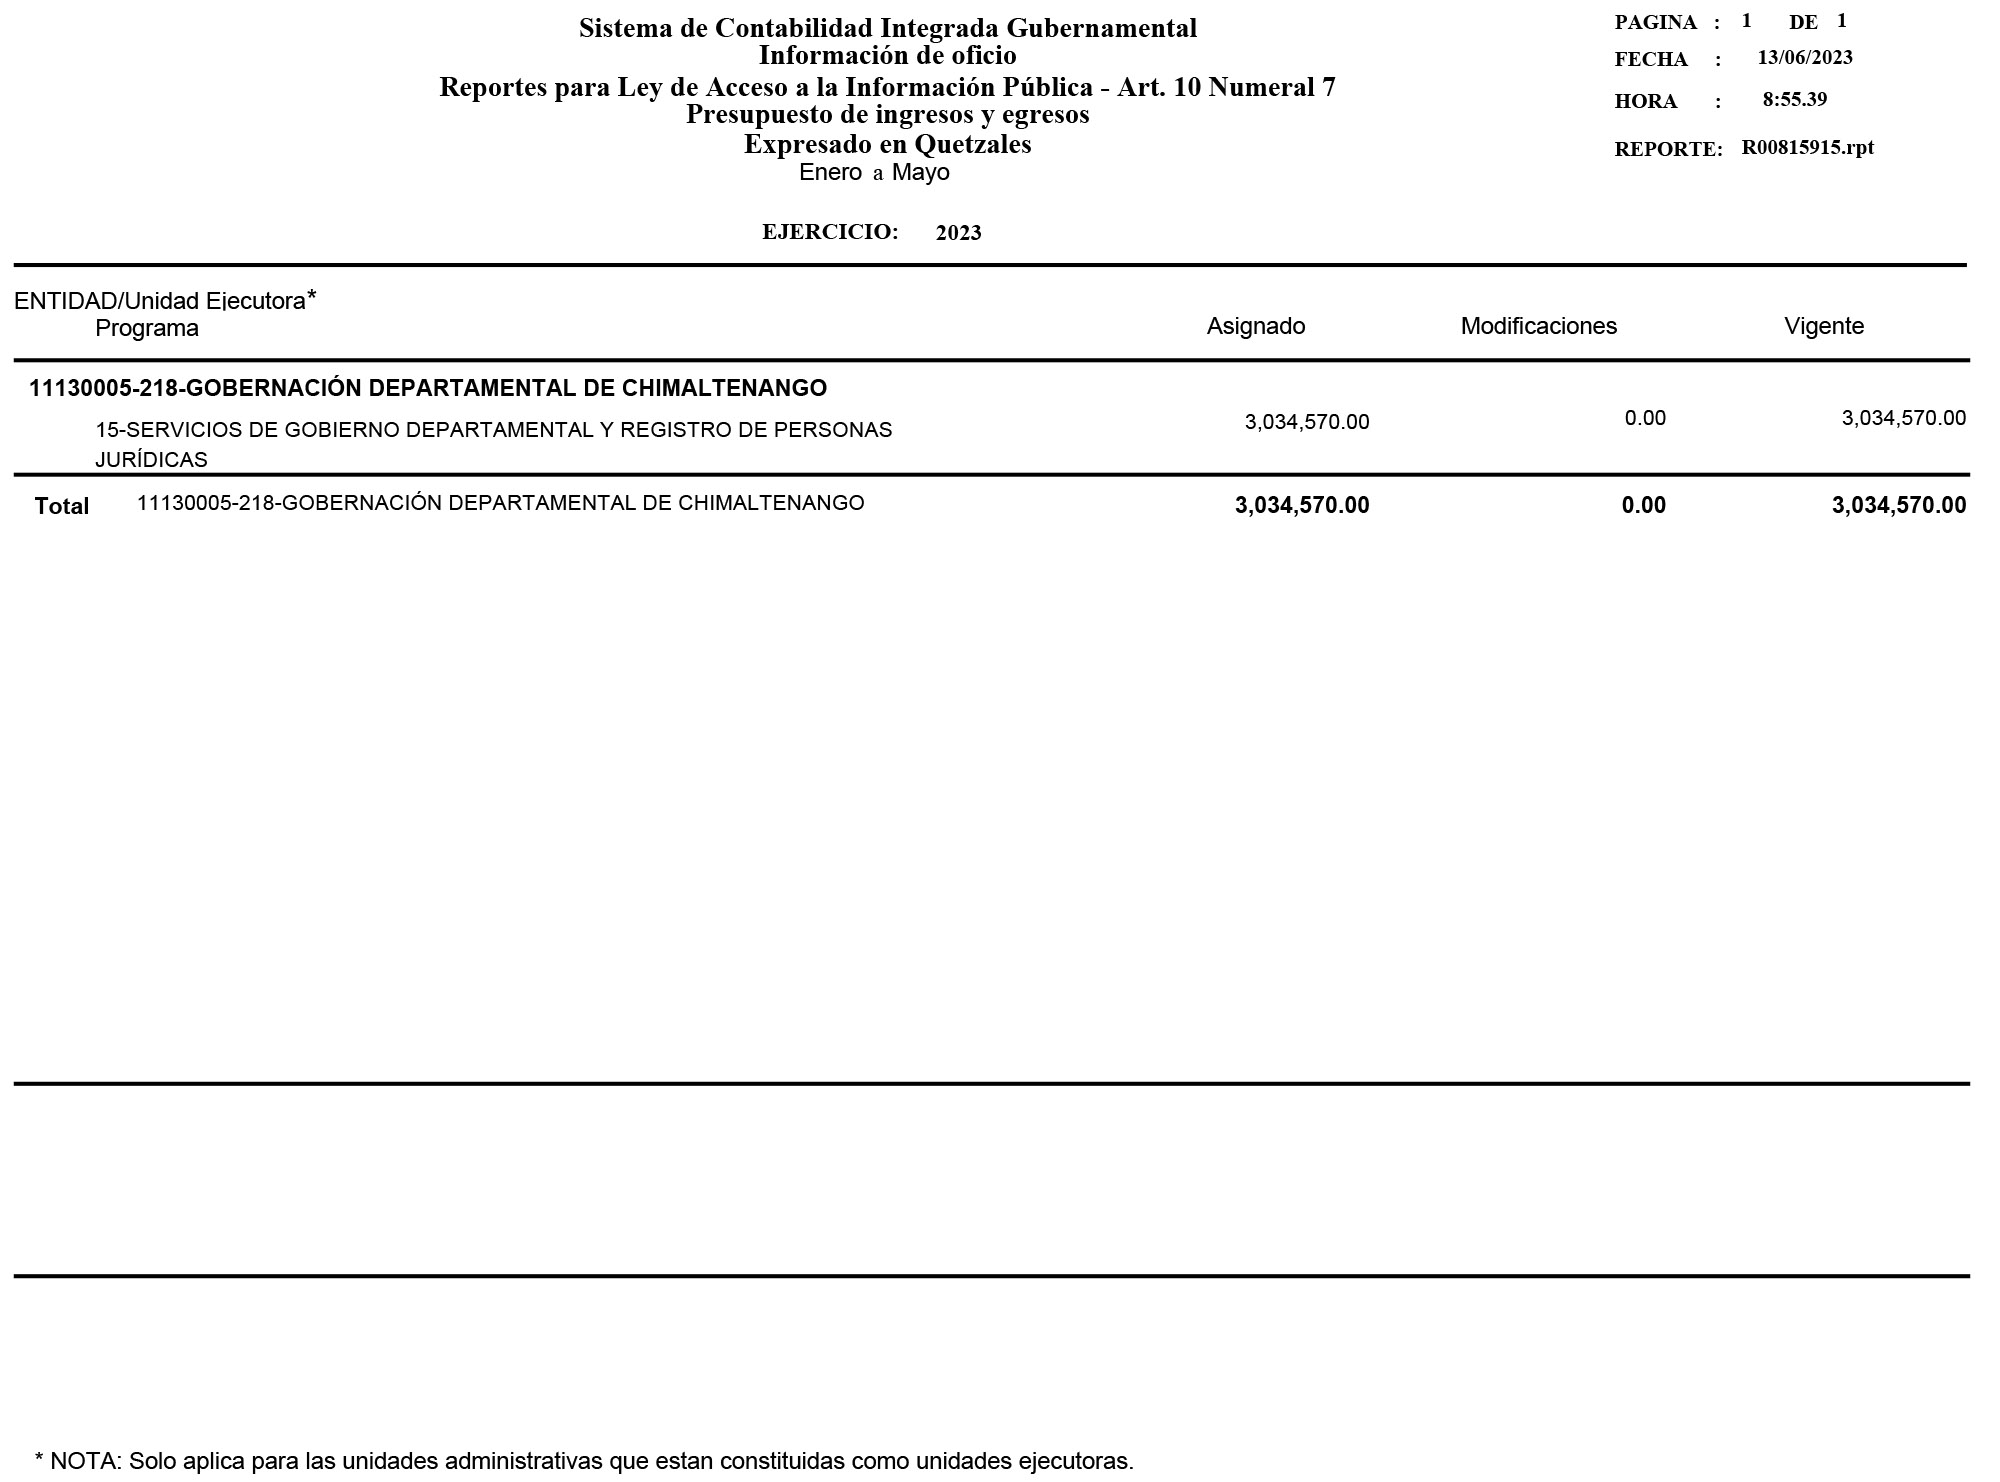 Sistema de Contabilidad Integrada Gubernamental
Información de oficio
Reportes para Ley de Acceso a la Información Pública - Art. 10 Numeral 7
Presupuesto de ingresos y egresos
Expresado en Quetzales
Enero a Mayo
EJERCICIO: 2023
PAGINA : 1 DE 1
FECHA : 13/06/2023
HORA : 8:55.39
REPORTE: R00815915.rpt
ENTIDAD/Unidad Ejecutora*
Programa Asignado Modificaciones Vigente
11130005-218-GOBERNACIÓN DEPARTAMENTAL DE CHIMALTENANGO
15-SERVICIOS DE GOBIERNO DEPARTAMENTAL Y REGISTRO DE PERSONAS 3,034,570.00 0.00 3,034,570.00
JURÍDICAS
Total 11130005-218-GOBERNACIÓN DEPARTAMENTAL DE CHIMALTENANGO 3,034,570.00 0.00 3,034,570.00
* NOTA: Solo aplica para las unidades administrativas que estan constituidas como unidades ejecutoras.